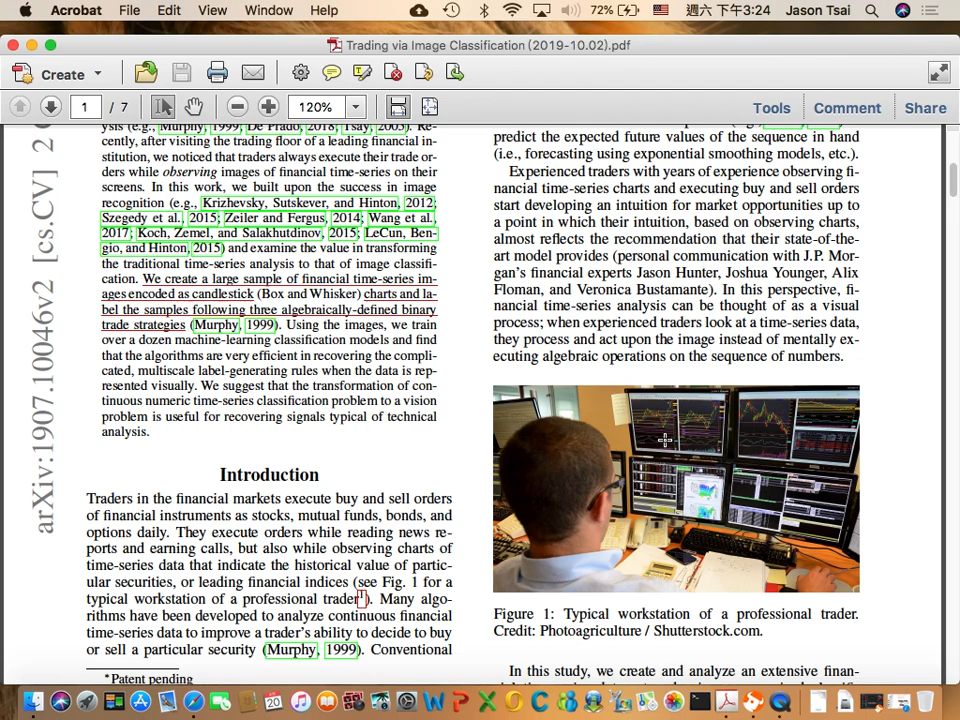 Acrobat File Edit View Window Help 72% 週六 下午3:24 Jason Tsai
Trading via Image Classification (2019-10.02).pdf
Create
1 / 7 120% Tools Comment Share
arXiv:1907.10046v2 [cs.CV] 2
ysis (e.g., Murphy, 1999; De Prado, 2018; Tsay, 2005). Re-
cently, after visiting the trading floor of a leading financial in-
stitution, we noticed that traders always execute their trade or-
ders while observing images of financial time-series on their
screens. In this work, we built upon the success in image
recognition (e.g., Krizhevsky, Sutskever, and Hinton, 2012;
Szegedy et al., 2015; Zeiler and Fergus, 2014; Wang et al.,
2017; Koch, Zemel, and Salakhutdinov, 2015; LeCun, Ben-
gio, and Hinton, 2015) and examine the value in transforming
the traditional time-series analysis to that of image classifi-
cation. We create a large sample of financial time-series im-
ages encoded as candlestick (Box and Whisker) charts and la-
bel the samples following three algebraically-defined binary
trade strategies (Murphy, 1999). Using the images, we train
over a dozen machine-learning classification models and find
that the algorithms are very efficient in recovering the compli-
cated, multiscale label-generating rules when the data is rep-
resented visually. We suggest that the transformation of con-
tinuous numeric time-series classification problem to a vision
problem is useful for recovering signals typical of technical
analysis.
Introduction
Traders in the financial markets execute buy and sell orders
of financial instruments as stocks, mutual funds, bonds, and
options daily. They execute orders while reading news re-
ports and earning calls, but also while observing charts of
time-series data that indicate the historical value of partic-
ular securities, or leading financial indices (see Fig. 1 for a
typical workstation of a professional trader1). Many algo-
rithms have been developed to analyze continuous financial
time-series data to improve a trader's ability to decide to buy
or sell a particular security (Murphy, 1999). Conventional
*Patent pending
predict the expected future values of the sequence in hand
(i.e., forecasting using exponential smoothing models, etc.).
Experienced traders with years of experience observing fi-
nancial time-series charts and executing buy and sell orders
start developing an intuition for market opportunities up to
a point in which their intuition, based on observing charts,
almost reflects the recommendation that their state-of-the-
art model provides (personal communication with J.P. Mor-
gan's financial experts Jason Hunter, Joshua Younger, Alix
Floman, and Veronica Bustamante). In this perspective, fi-
nancial time-series analysis can be thought of as a visual
process; when experienced traders look at a time-series data,
they process and act upon the image instead of mentally ex-
ecuting algebraic operations on the sequence of numbers.
Figure 1: Typical workstation of a professional trader.
Credit: Photoagriculture / Shutterstock.com.
In this study, we create and analyze an extensive finan-